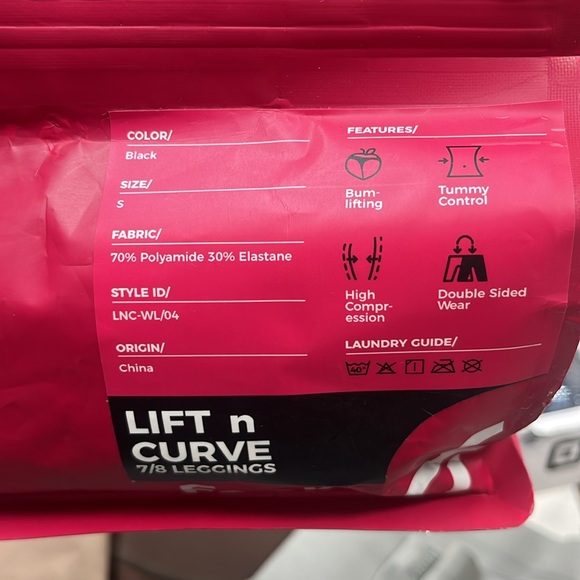 COLOR/
Black
SIZE/
S
FABRIC/
70% Polyamide 30% Elastane
STYLE ID/
LNC-WL/04
ORIGIN/
China
FEATURES/
Bum-
lifting
Tummy
Control
High
Compr-
ession
Double Sided
Wear
LAUNDRY GUIDE/
40°
LIFT n
CURVE
7/8 LEGGINGS